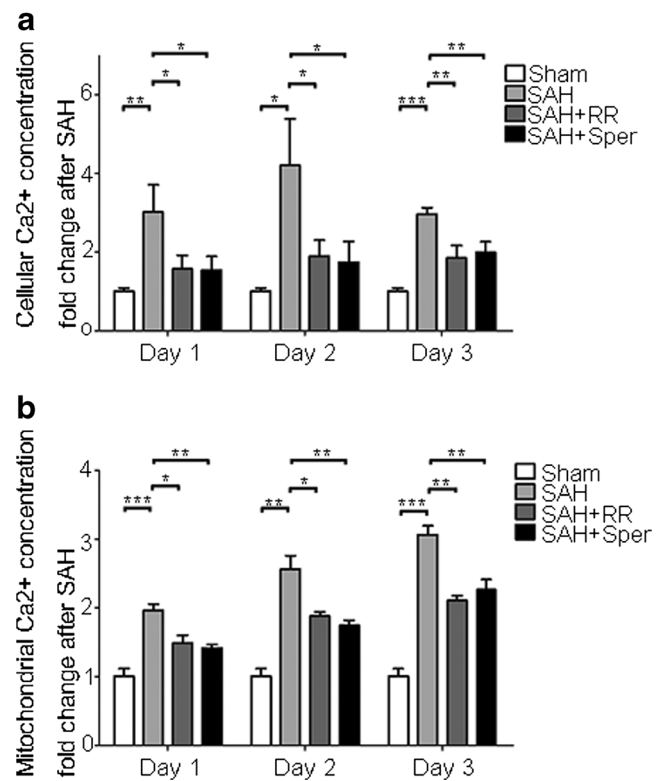 a
Cellular Ca2+ concentration
fold change after SAH
6
4
2
0
* * *
* * **
** * ***
Sham
SAH
SAH+RR
SAH+Sper
Day 1 Day 2 Day 3
b
Mitochondrial Ca2+ concentration
fold change after SAH
4
3
2
1
0
** ** **
* * **
*** ** ***
Sham
SAH
SAH+RR
SAH+Sper
Day 1 Day 2 Day 3